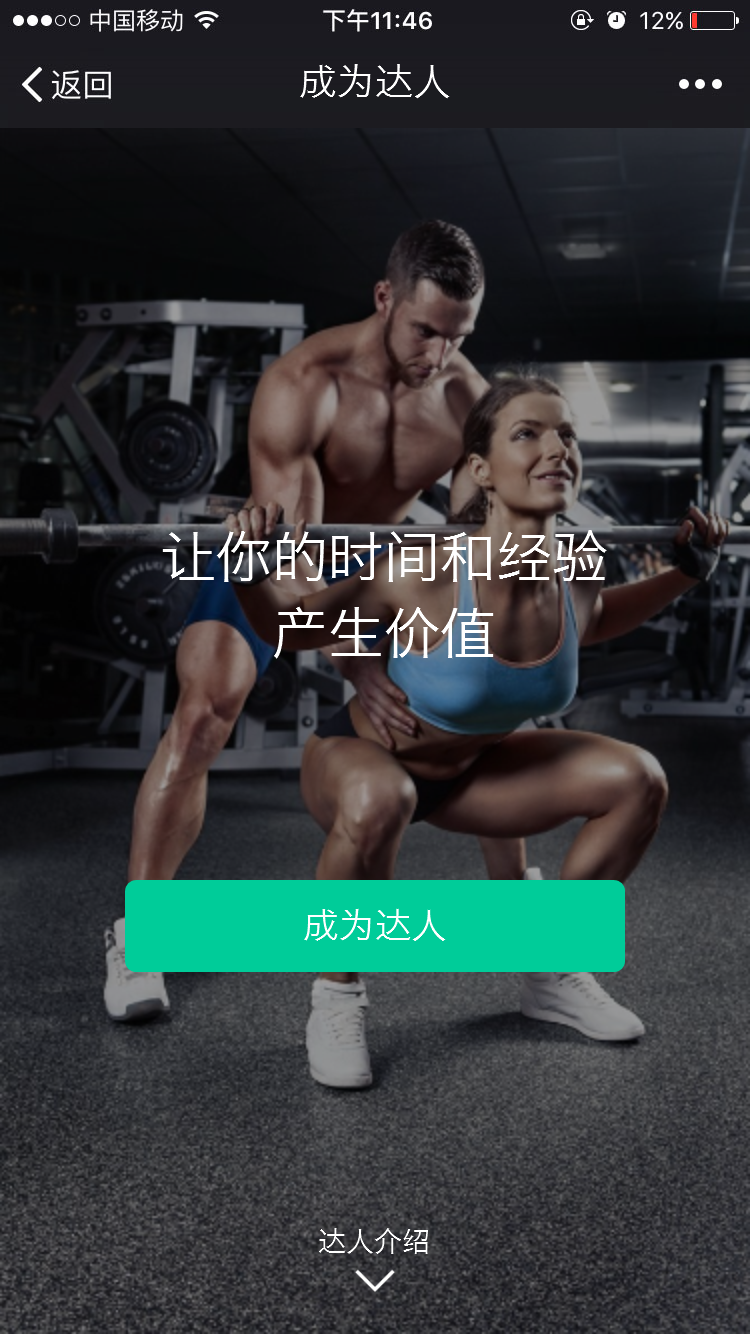 中国移动 下午11:46 12%
返回 成为达人
让你的时间和经验
产生价值
成为达人
达人介绍